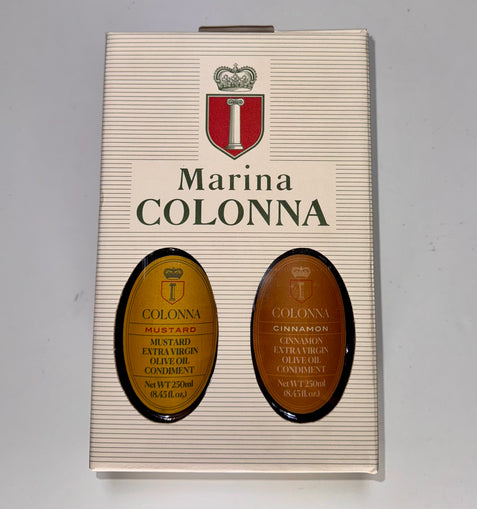 Marina
COLONNA
COLONNA
MUSTARD
MUSTARD
EXTRA VIRGIN
OLIVE OIL
CONDIMENT
Net WT 250ml
(8.45 fl. oz.)
COLONNA
CINNAMON
CINNAMON
EXTRA VIRGIN
OLIVE OIL
CONDIMENT
Net WT 250ml
(8.45 fl. oz.)